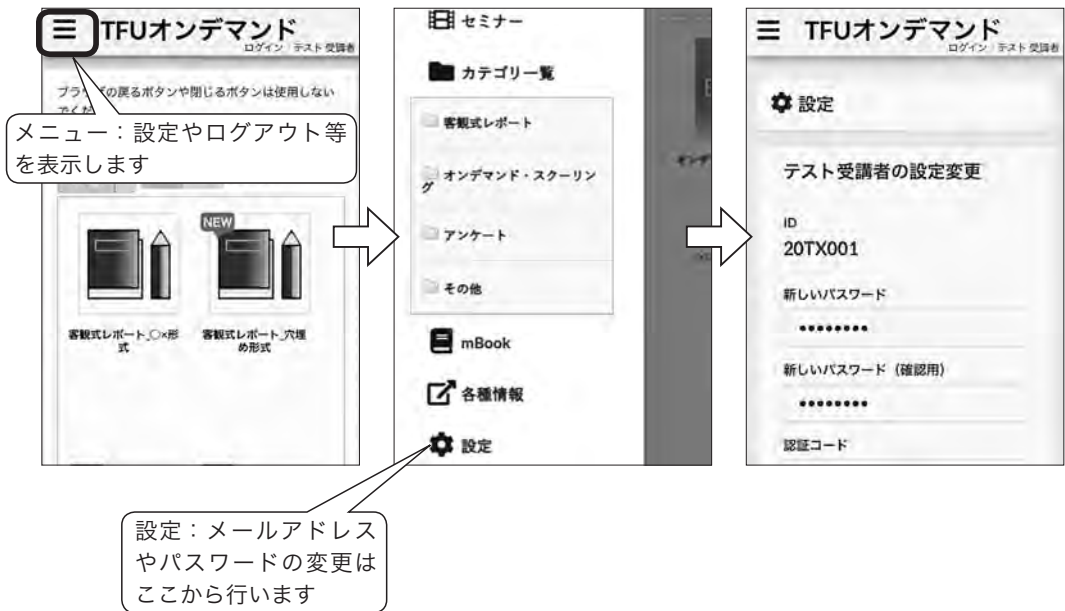 TFUオンデマンド
ログイン：テスト 受講者
ブラウザの戻るボタンや閉じるボタンは使用しない
メニュー：設定やログアウト等
を表示します
NEW
客観式レポート_○×形
式
客観式レポート_穴埋
め形式
セミナー
カテゴリ一覧
客観式レポート
オンデマンド・スクーリン
グ
アンケート
その他
mBook
各種情報
設定
設定：メールアドレス
やパスワードの変更は
ここから行います
TFUオンデマンド
ログイン：テスト 受講者
設定
テスト受講者の設定変更
ID
20TX001
新しいパスワード
••••••••
新しいパスワード（確認用）
••••••••
認証コード